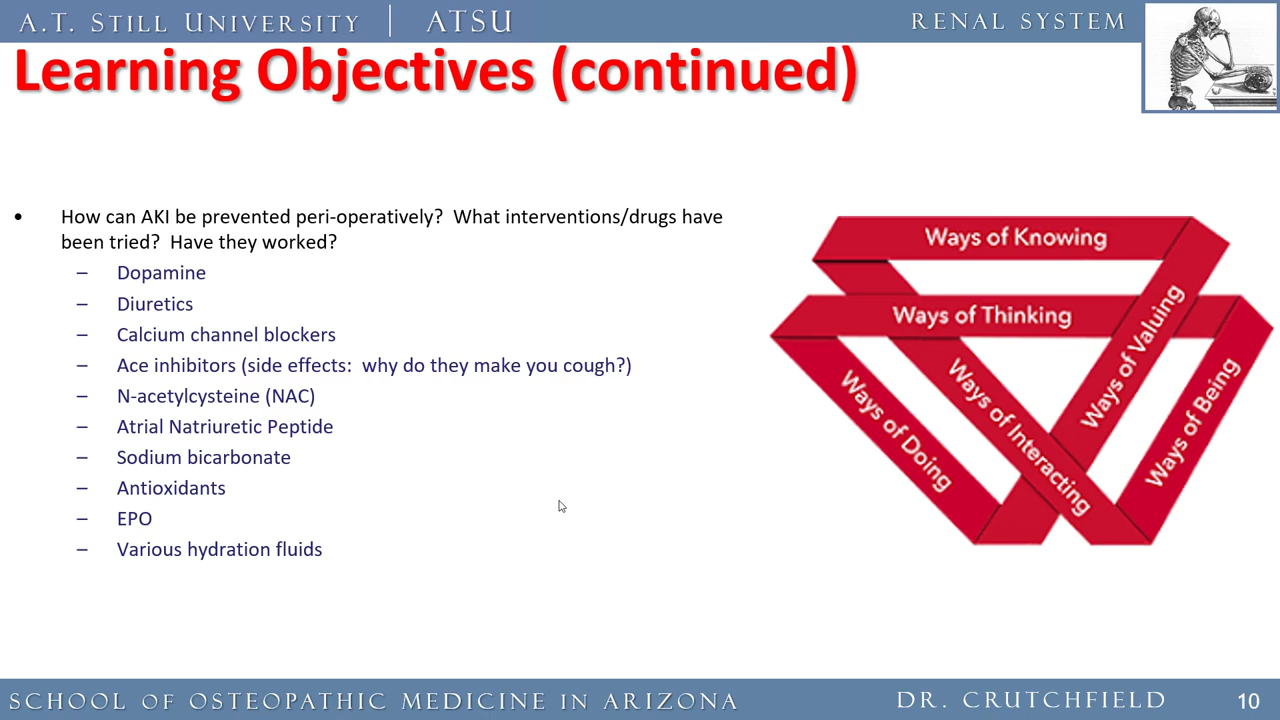 A.T. STILL UNIVERSITY | ATSU
RENAL SYSTEM
Learning Objectives (continued)
• How can AKI be prevented peri-operatively? What interventions/drugs have
been tried? Have they worked?
– Dopamine
– Diuretics
– Calcium channel blockers
– Ace inhibitors (side effects: why do they make you cough?)
– N-acetylcysteine (NAC)
– Atrial Natriuretic Peptide
– Sodium bicarbonate
– Antioxidants
– EPO
– Various hydration fluids
Ways of Knowing
Ways of Thinking
Ways of Valuing
Ways of Doing
Ways of Interacting
Ways of Being
SCHOOL OF OSTEOPATHIC MEDICINE IN ARIZONA
DR. CRUTCHFIELD
10